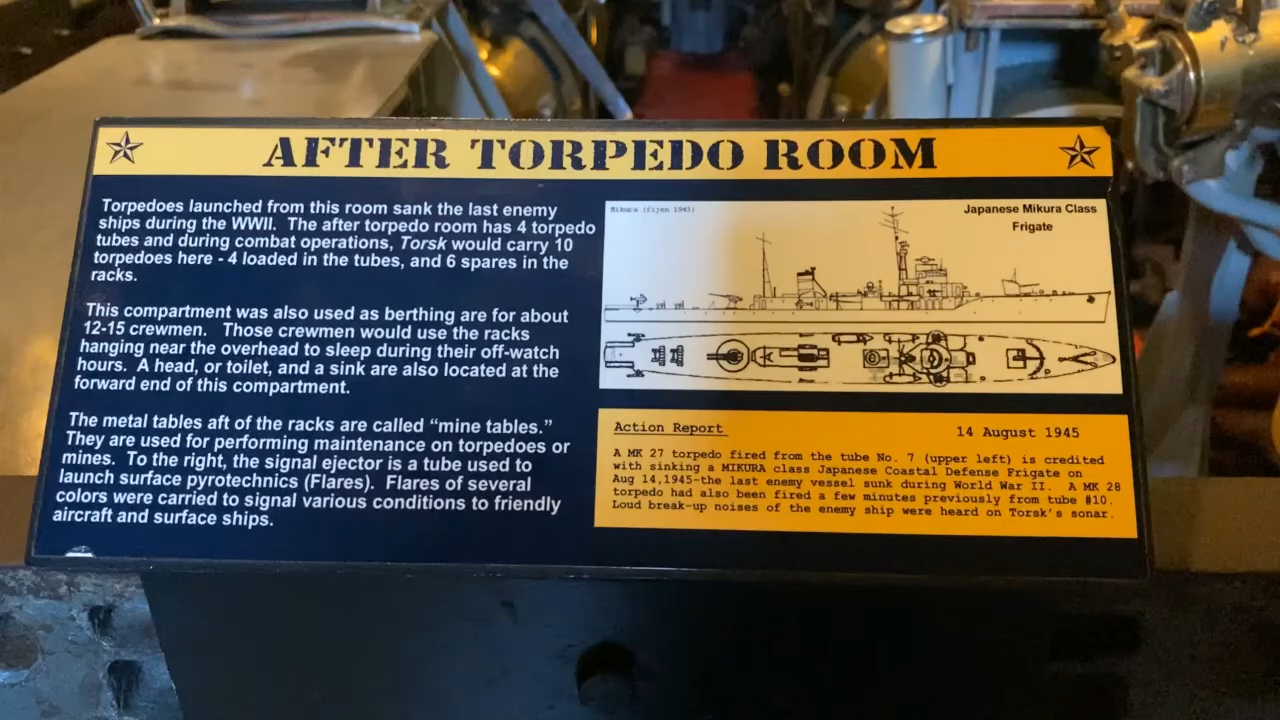 AFTER TORPEDO ROOM
Torpedoes launched from this room sank the last enemy
ships during the WWII. The after torpedo room has 4 torpedo
tubes and during combat operations, Torsk would carry 10
torpedoes here - 4 loaded in the tubes, and 6 spares in the
racks.
This compartment was also used as berthing are for about
12-15 crewmen. Those crewmen would use the racks
hanging near the overhead to sleep during their off-watch
hours. A head, or toilet, and a sink are also located at the
forward end of this compartment.
The metal tables aft of the racks are called “mine tables.”
They are used for performing maintenance on torpedoes or
mines. To the right, the signal ejector is a tube used to
launch surface pyrotechnics (Flares). Flares of several
colors were carried to signal various conditions to friendly
aircraft and surface ships.
Mikura (Eijen 1943)
Japanese Mikura Class
Frigate
Action Report
14 August 1945
A MK 27 torpedo fired from the tube No. 7 (upper left) is credited
with sinking a MIKURA class Japanese Coastal Defense Frigate on
Aug 14,1945-the last enemy vessel sunk during World War II. A MK 28
torpedo had also been fired a few minutes previously from tube #10.
Loud break-up noises of the enemy ship were heard on Torsk's sonar.